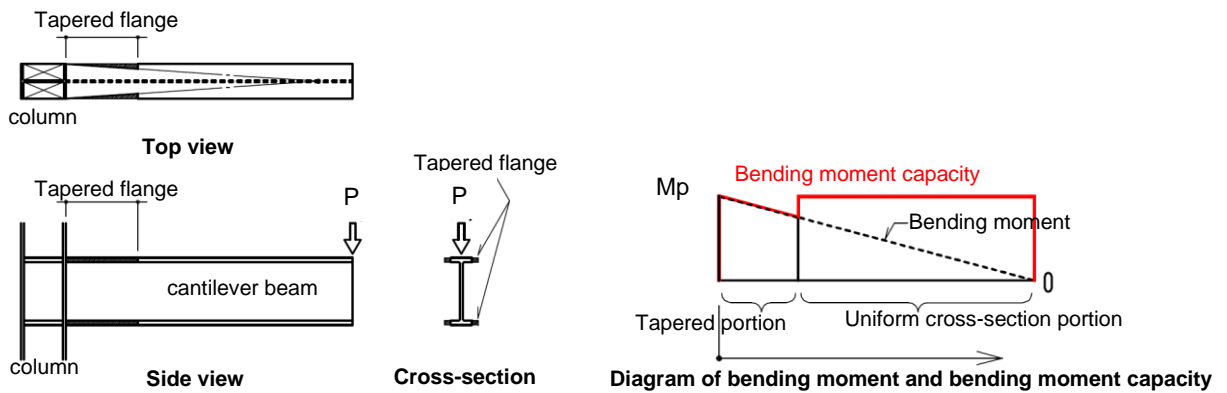 Tapered flange
column
Top view
Tapered flange
P
cantilever beam
column
Side view
Tapered flange
P
Cross-section
Mp
Bending moment capacity
Bending moment
0
Tapered portion
Uniform cross-section portion
Diagram of bending moment and bending moment capacity